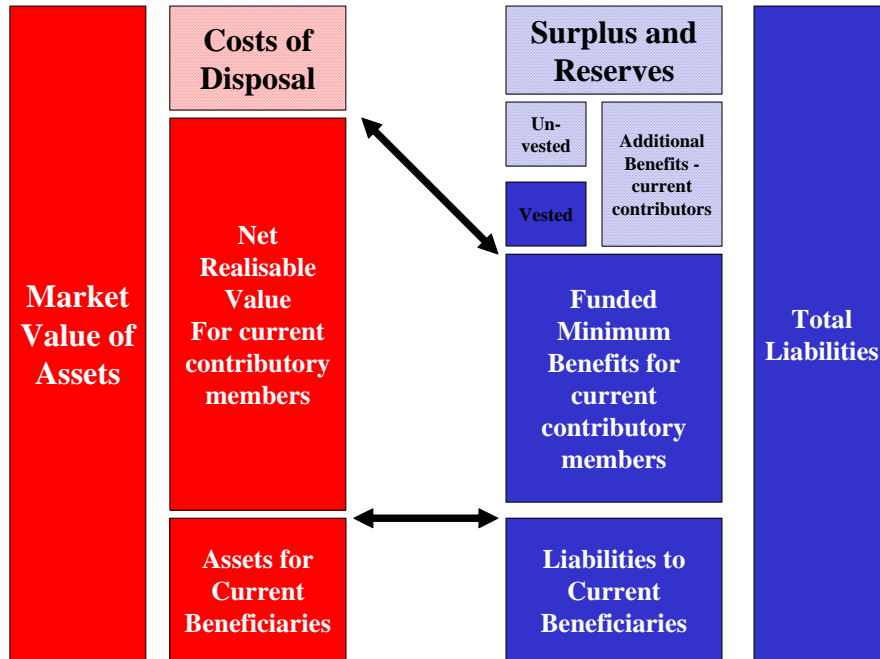 Market
Value of
Assets
Costs of
Disposal
Net
Realisable
Value
For current
contributory
members
Assets for
Current
Beneficiaries
Surplus and
Reserves
Un-
vested
Additional
Benefits -
current
contributors
Vested
Funded
Minimum
Benefits for
current
contributory
members
Liabilities to
Current
Beneficiaries
Total
Liabilities